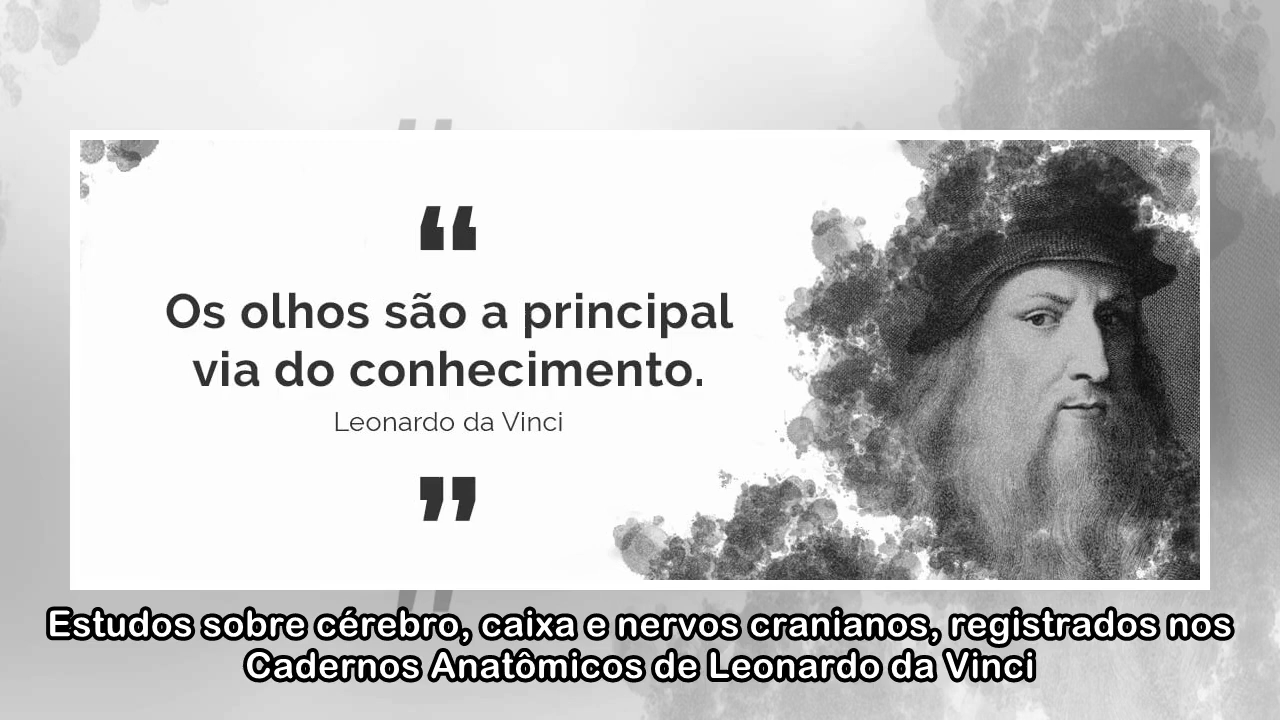 “
Os olhos são a principal
via do conhecimento.
Leonardo da Vinci
”
Estudos sobre cérebro, caixa e nervos cranianos, registrados nos
Cadernos Anatômicos de Leonardo da Vinci